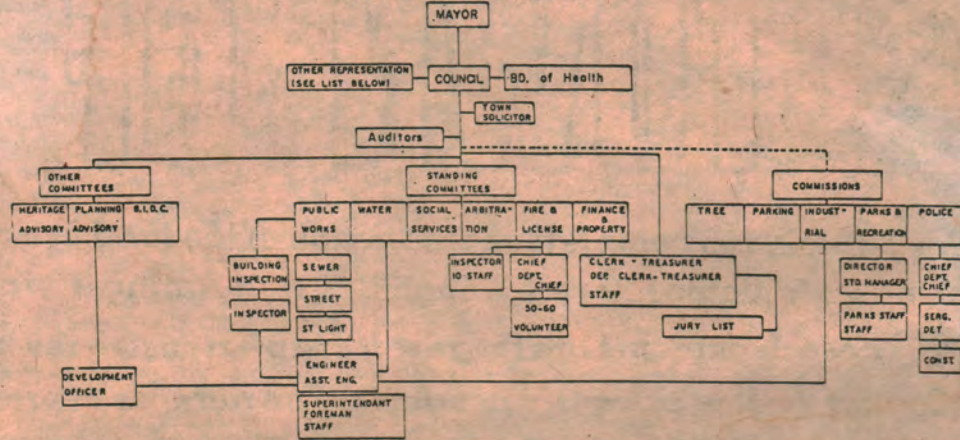 MAYOR
OTHER REPRESENTATION
(SEE LIST BELOW)
COUNCIL
BD. of Health
TOWN
SOLICITOR
Auditors
OTHER
COMMITTEES
STANDING
COMMITTEES
COMMISSIONS
HERITAGE
ADVISORY
PLANNING
ADVISORY
B.I.D.C.
PUBLIC
WORKS
WATER
SOCIAL
SERVICES
ARBITRA-
TION
FIRE &
LICENSE
FINANCE
&
PROPERTY
TREE
PARKING
INDUST-
RIAL
PARKS &
RECREATION
POLICE
BUILDING
INSPECTION
INSPECTOR
SEWER
STREET
ST LIGHT
INSPECTOR
10 STAFF
CHIEF
DEPT.
CHIEF
50-60
VOLUNTEER
CLERK - TREASURER
DEP. CLERK-TREASURER
STAFF
JURY LIST
DIRECTOR
STD. MANAGER
PARKS STAFF
STAFF
CHIEF
DEPT.
CHIEF
SERG.
DET
CONST.
DEVELOPMENT
OFFICER
ENGINEER
ASST. ENG.
SUPERINTENDANT
FOREMAN
STAFF